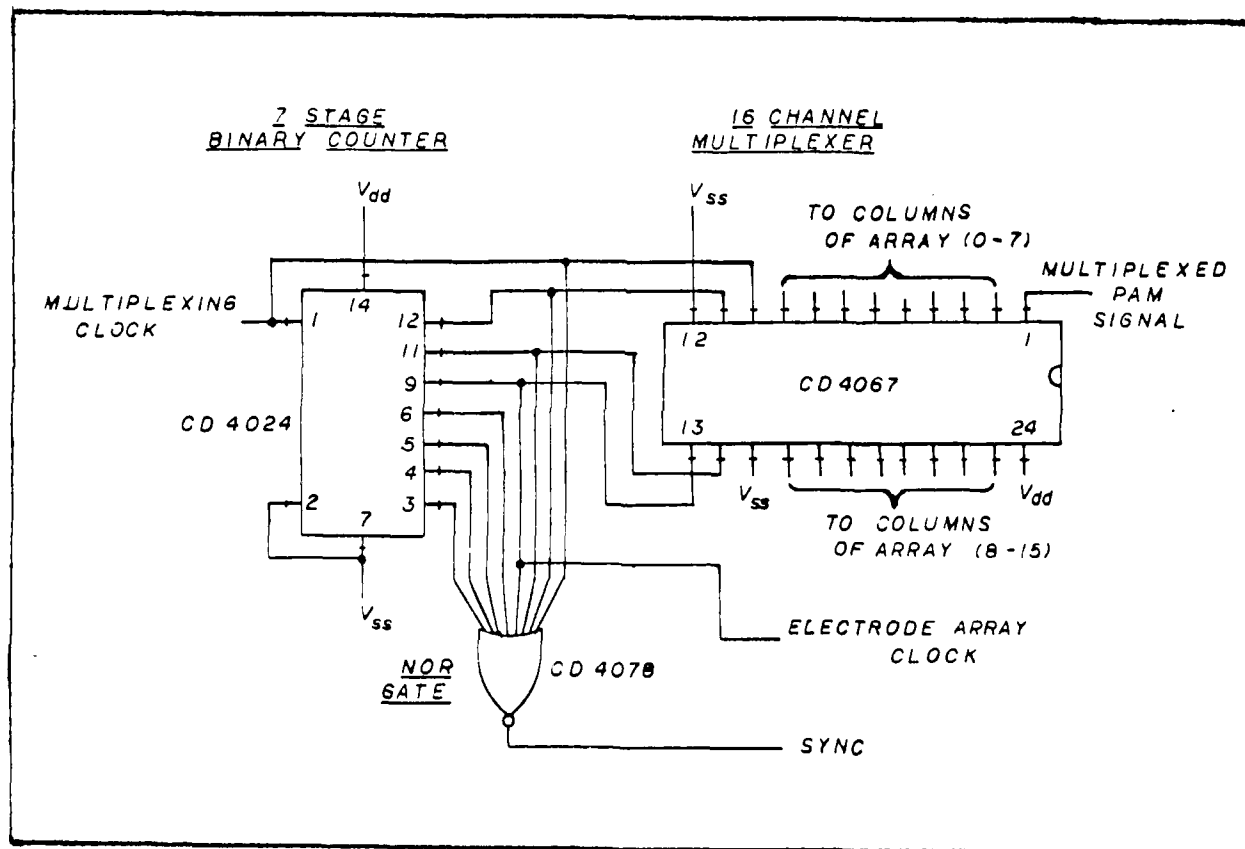 7 STAGE
BINARY COUNTER
16 CHANNEL
MULTIPLEXER
Vdd
Vss
TO COLUMNS
OF ARRAY (0-7)
MULTIPLEXED
PAM
SIGNAL
MULTIPLEXING
CLOCK
14
1
12
11
9
6
5
4
3
2
7
CD 4024
12
1
CD 4067
13
24
Vss
Vdd
TO COLUMNS
OF ARRAY (8-15)
Vss
ELECTRODE ARRAY
CLOCK
NOR
GATE
CD 4078
SYNC